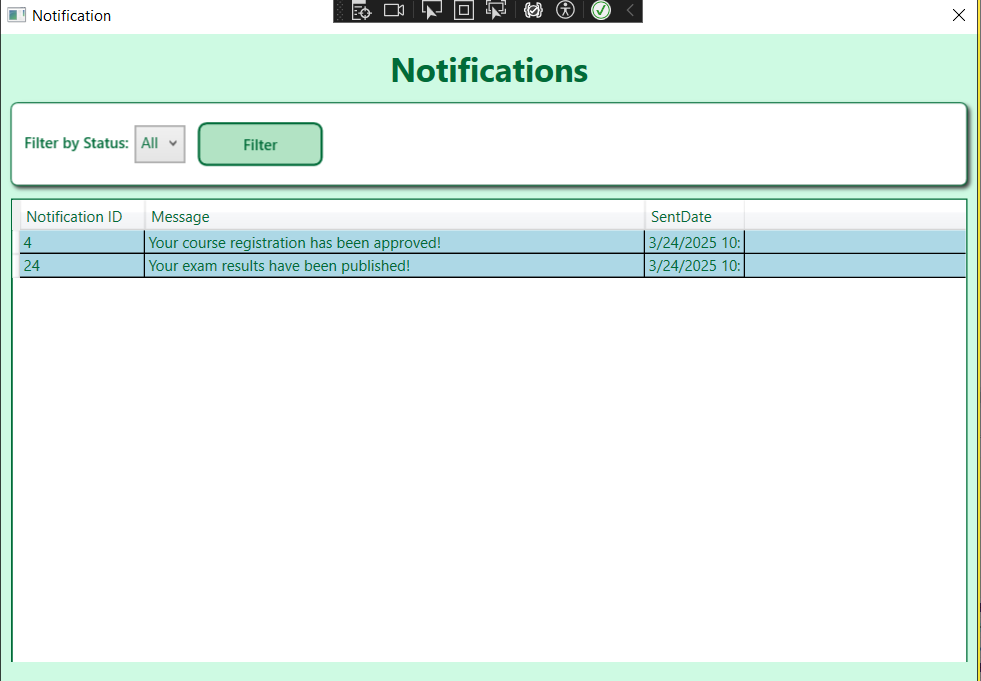 Notification
Notifications
Filter by Status: All Filter
Notification ID Message SentDate
4 Your course registration has been approved! 3/24/2025 10:
24 Your exam results have been published! 3/24/2025 10: